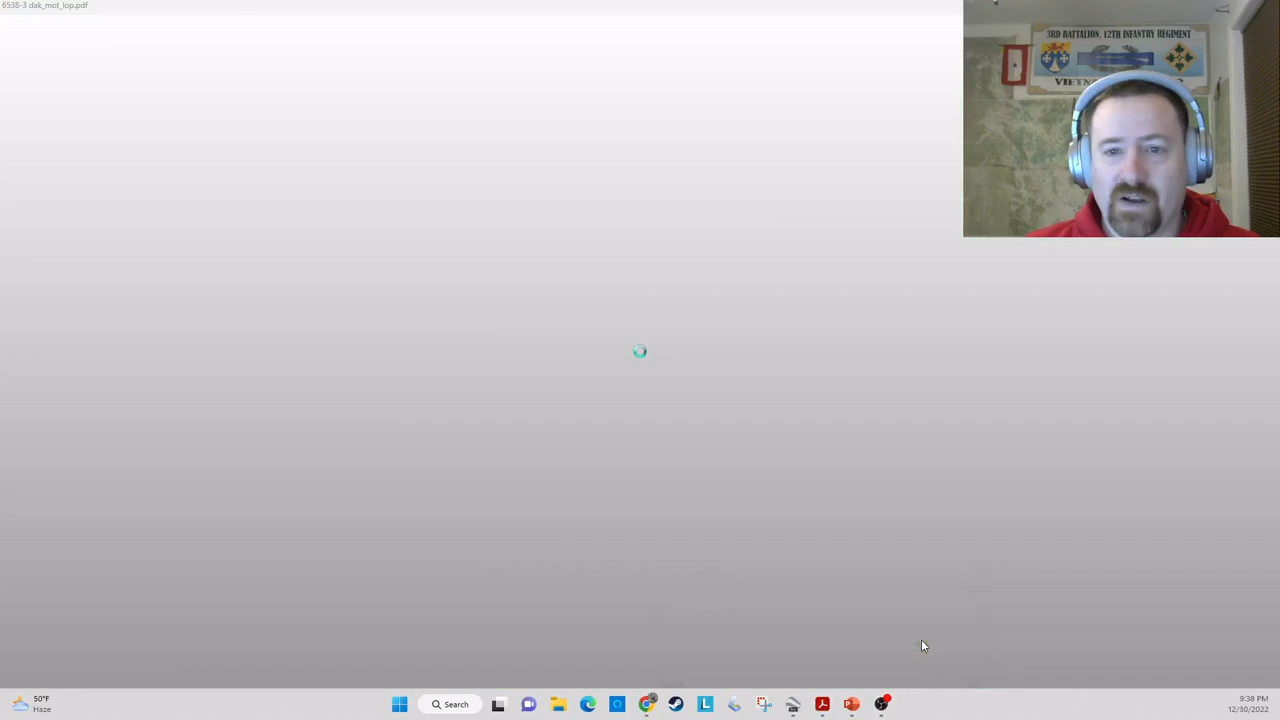 6538-3 dak_mot_lop.pdf
3RD BATTALION, 12TH INFANTRY REGIMENT
50°F
Haze
Search
9:38 PM
12/30/2022